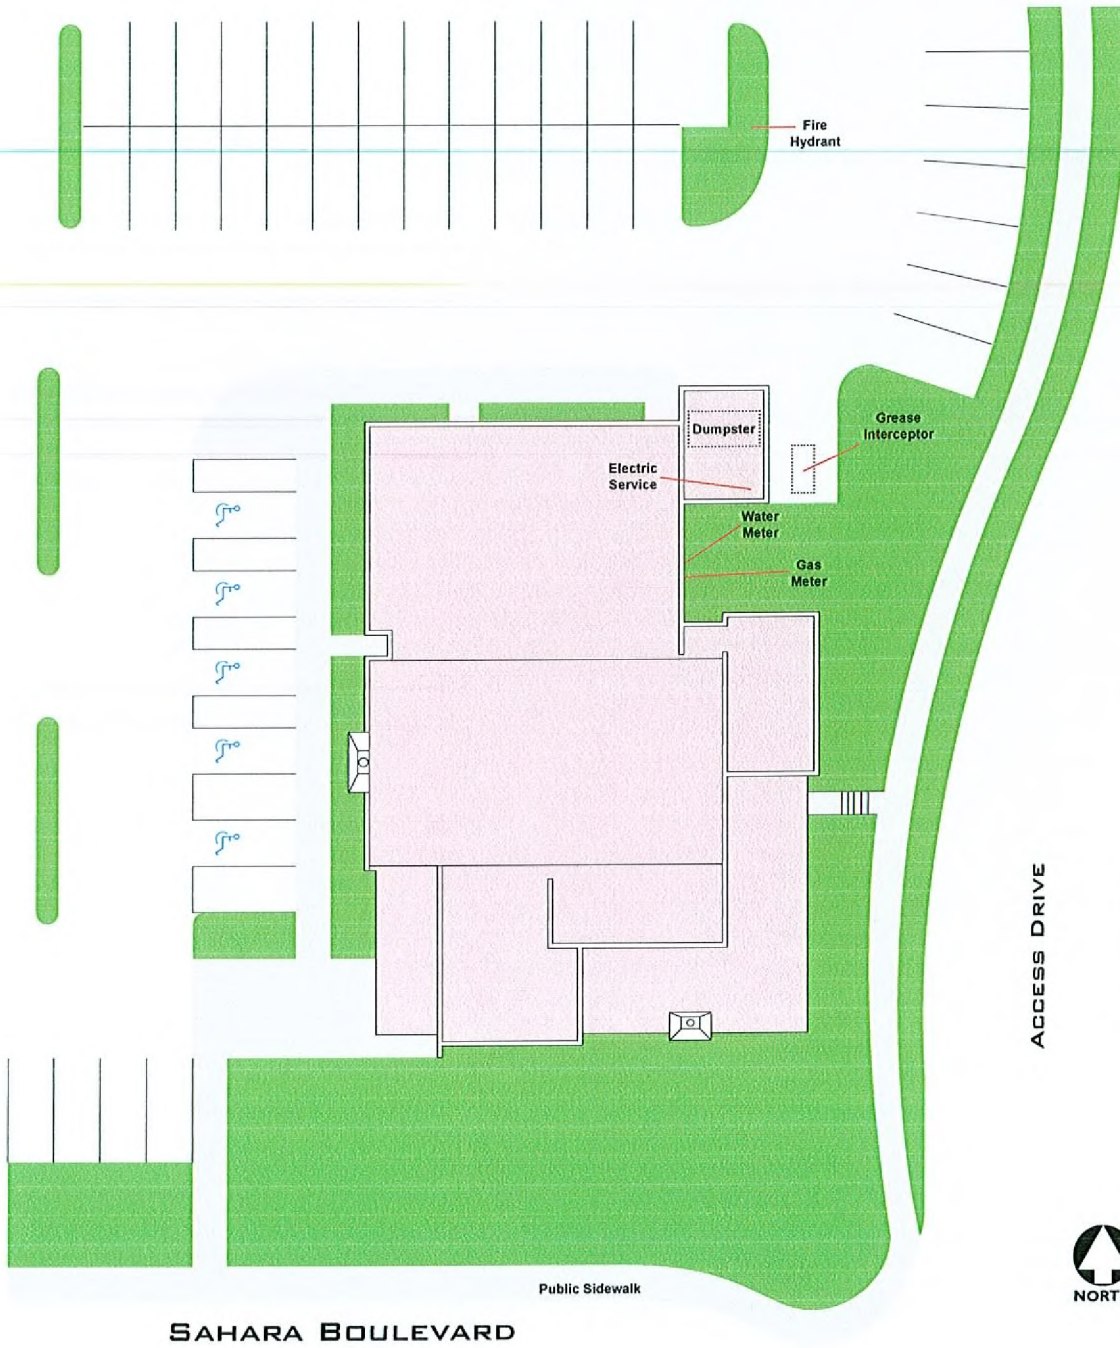 Fire
Hydrant
Grease
Interceptor
Dumpster
Electric
Service
Water
Meter
Gas
Meter
ACCESS DRIVE
NORT
Public Sidewalk
SAHARA BOULEVARD